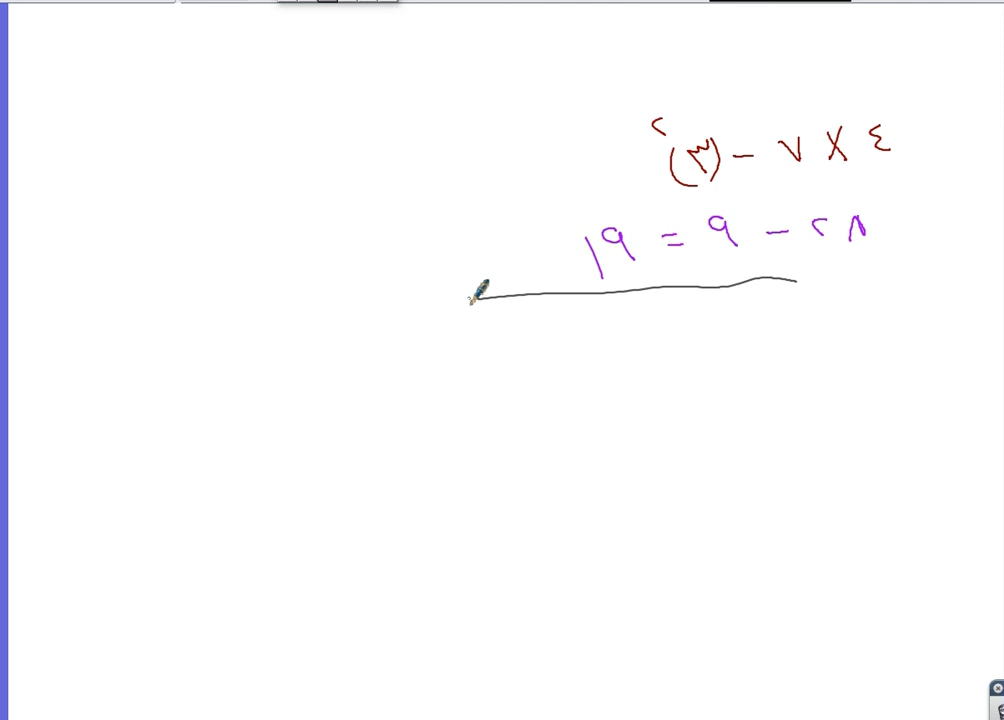 ٤ × ٧ − (٣)^٢
٢٨ − ٩ = ١٩